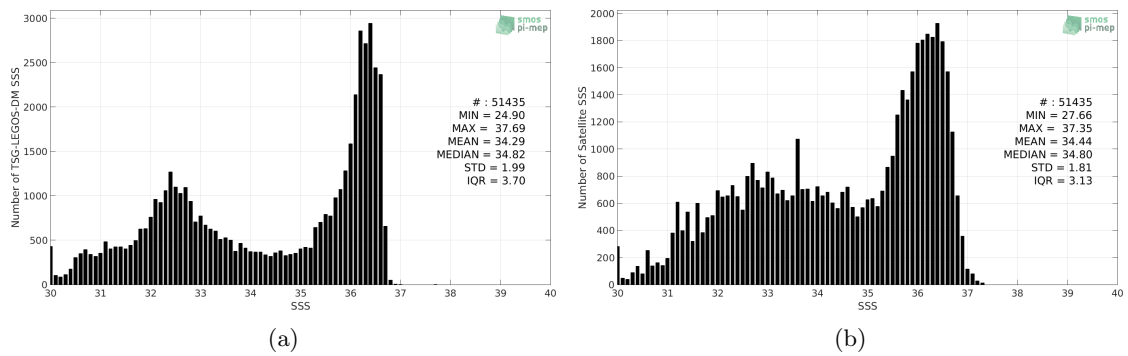 smos
pi-mep
3000
2500
2000
1500
1000
500
0
Number of TSG-LEGOS-DM SSS
# : 51435
MIN = 24.90
MAX = 37.69
MEAN = 34.29
MEDIAN = 34.82
STD = 1.99
IQR = 3.70
30 31 32 33 34 35 36 37 38 39 40
SSS
(a)
smos
pi-mep
2000
1800
1600
1400
1200
1000
800
600
400
200
0
Number of Satellite SSS
# : 51435
MIN = 27.66
MAX = 37.35
MEAN = 34.44
MEDIAN = 34.80
STD = 1.81
IQR = 3.13
30 31 32 33 34 35 36 37 38 39 40
SSS
(b)